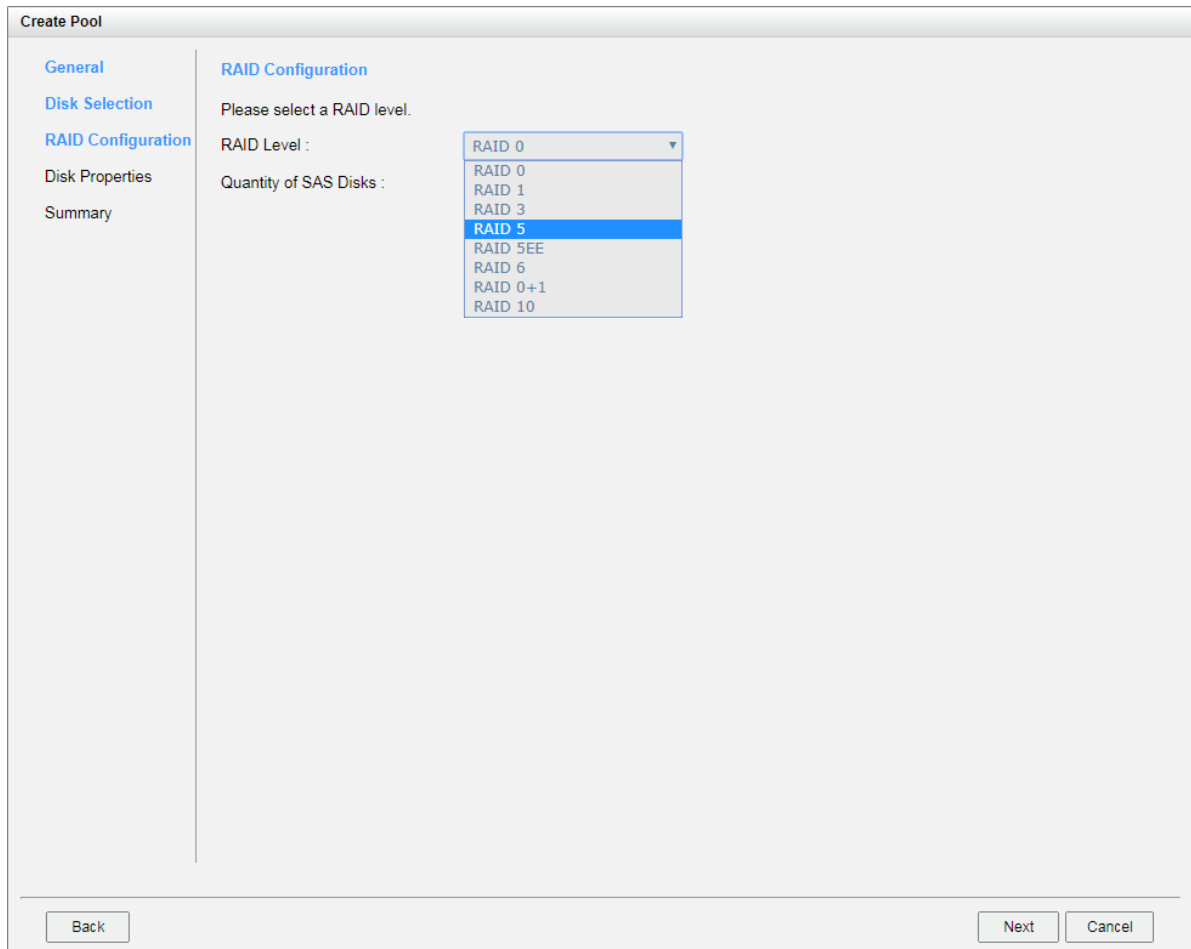 Create Pool
General
Disk Selection
RAID Configuration
Disk Properties
Summary
RAID Configuration
Please select a RAID level.
RAID Level :
RAID 0
RAID 0
RAID 1
RAID 3
RAID 5
RAID 5EE
RAID 6
RAID 0+1
RAID 10
Quantity of SAS Disks :
Back
Next
Cancel